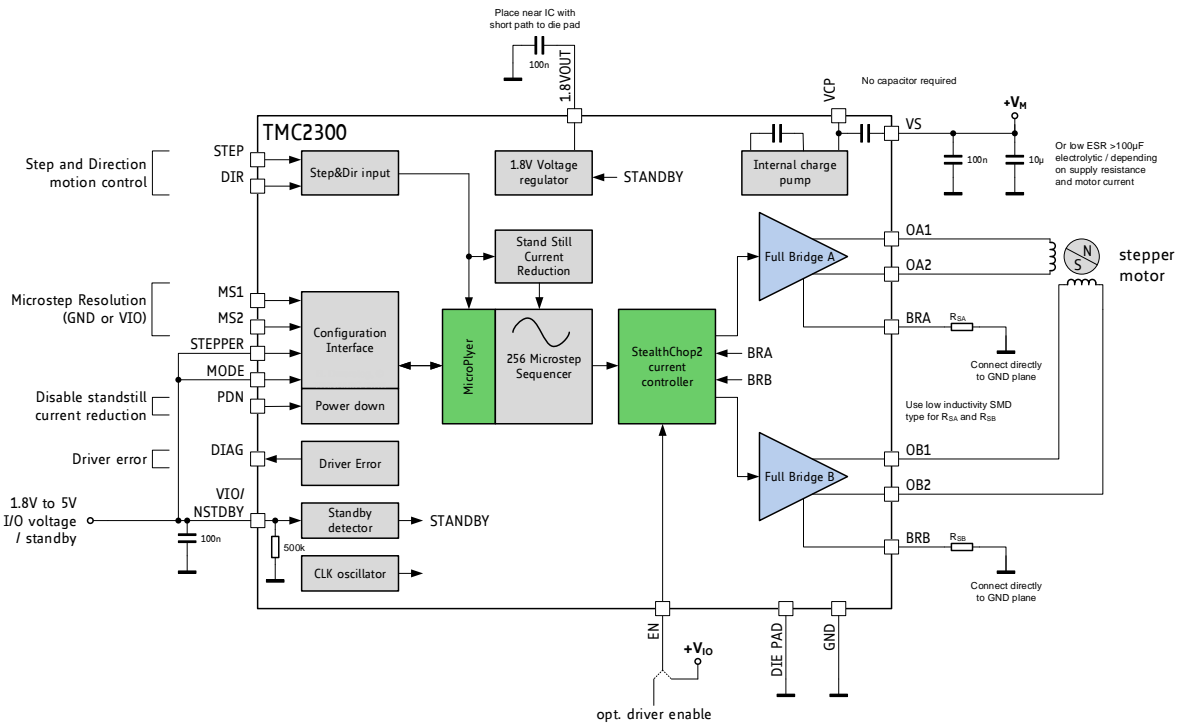 Place near IC with
short path to die pad
100n
1.8VOUT
VCP
No capacitor required
+VM
VS
100n
10µ
Or low ESR >100µF
electrolytic / depending
on supply resistance
and motor current
TMC2300
Step and Direction
motion control
STEP
DIR
Step&Dir input
1.8V Voltage
regulator
STANDBY
Internal charge
pump
Stand Still
Current
Reduction
Full Bridge A
OA1
OA2
N
S
stepper
motor
Microstep Resolution
(GND or VIO)
MS1
MS2
STEPPER
MODE
PDN
Configuration
Interface
Power down
MicroPlyer
256 Microstep
Sequencer
StealthChop2
current
controller
BRA
BRB
BRA
RSA
Connect directly
to GND plane
Disable standstill
current reduction
Use low inductivity SMD
type for RSA and RSB
Driver error
DIAG
Driver Error
Full Bridge B
OB1
OB2
1.8V to 5V
I/O voltage
/ standby
VIO/
NSTDBY
100n
500k
Standby
detector
STANDBY
CLK oscillator
BRB
RSB
Connect directly
to GND plane
EN
+VIO
opt. driver enable
DIE PAD
GND